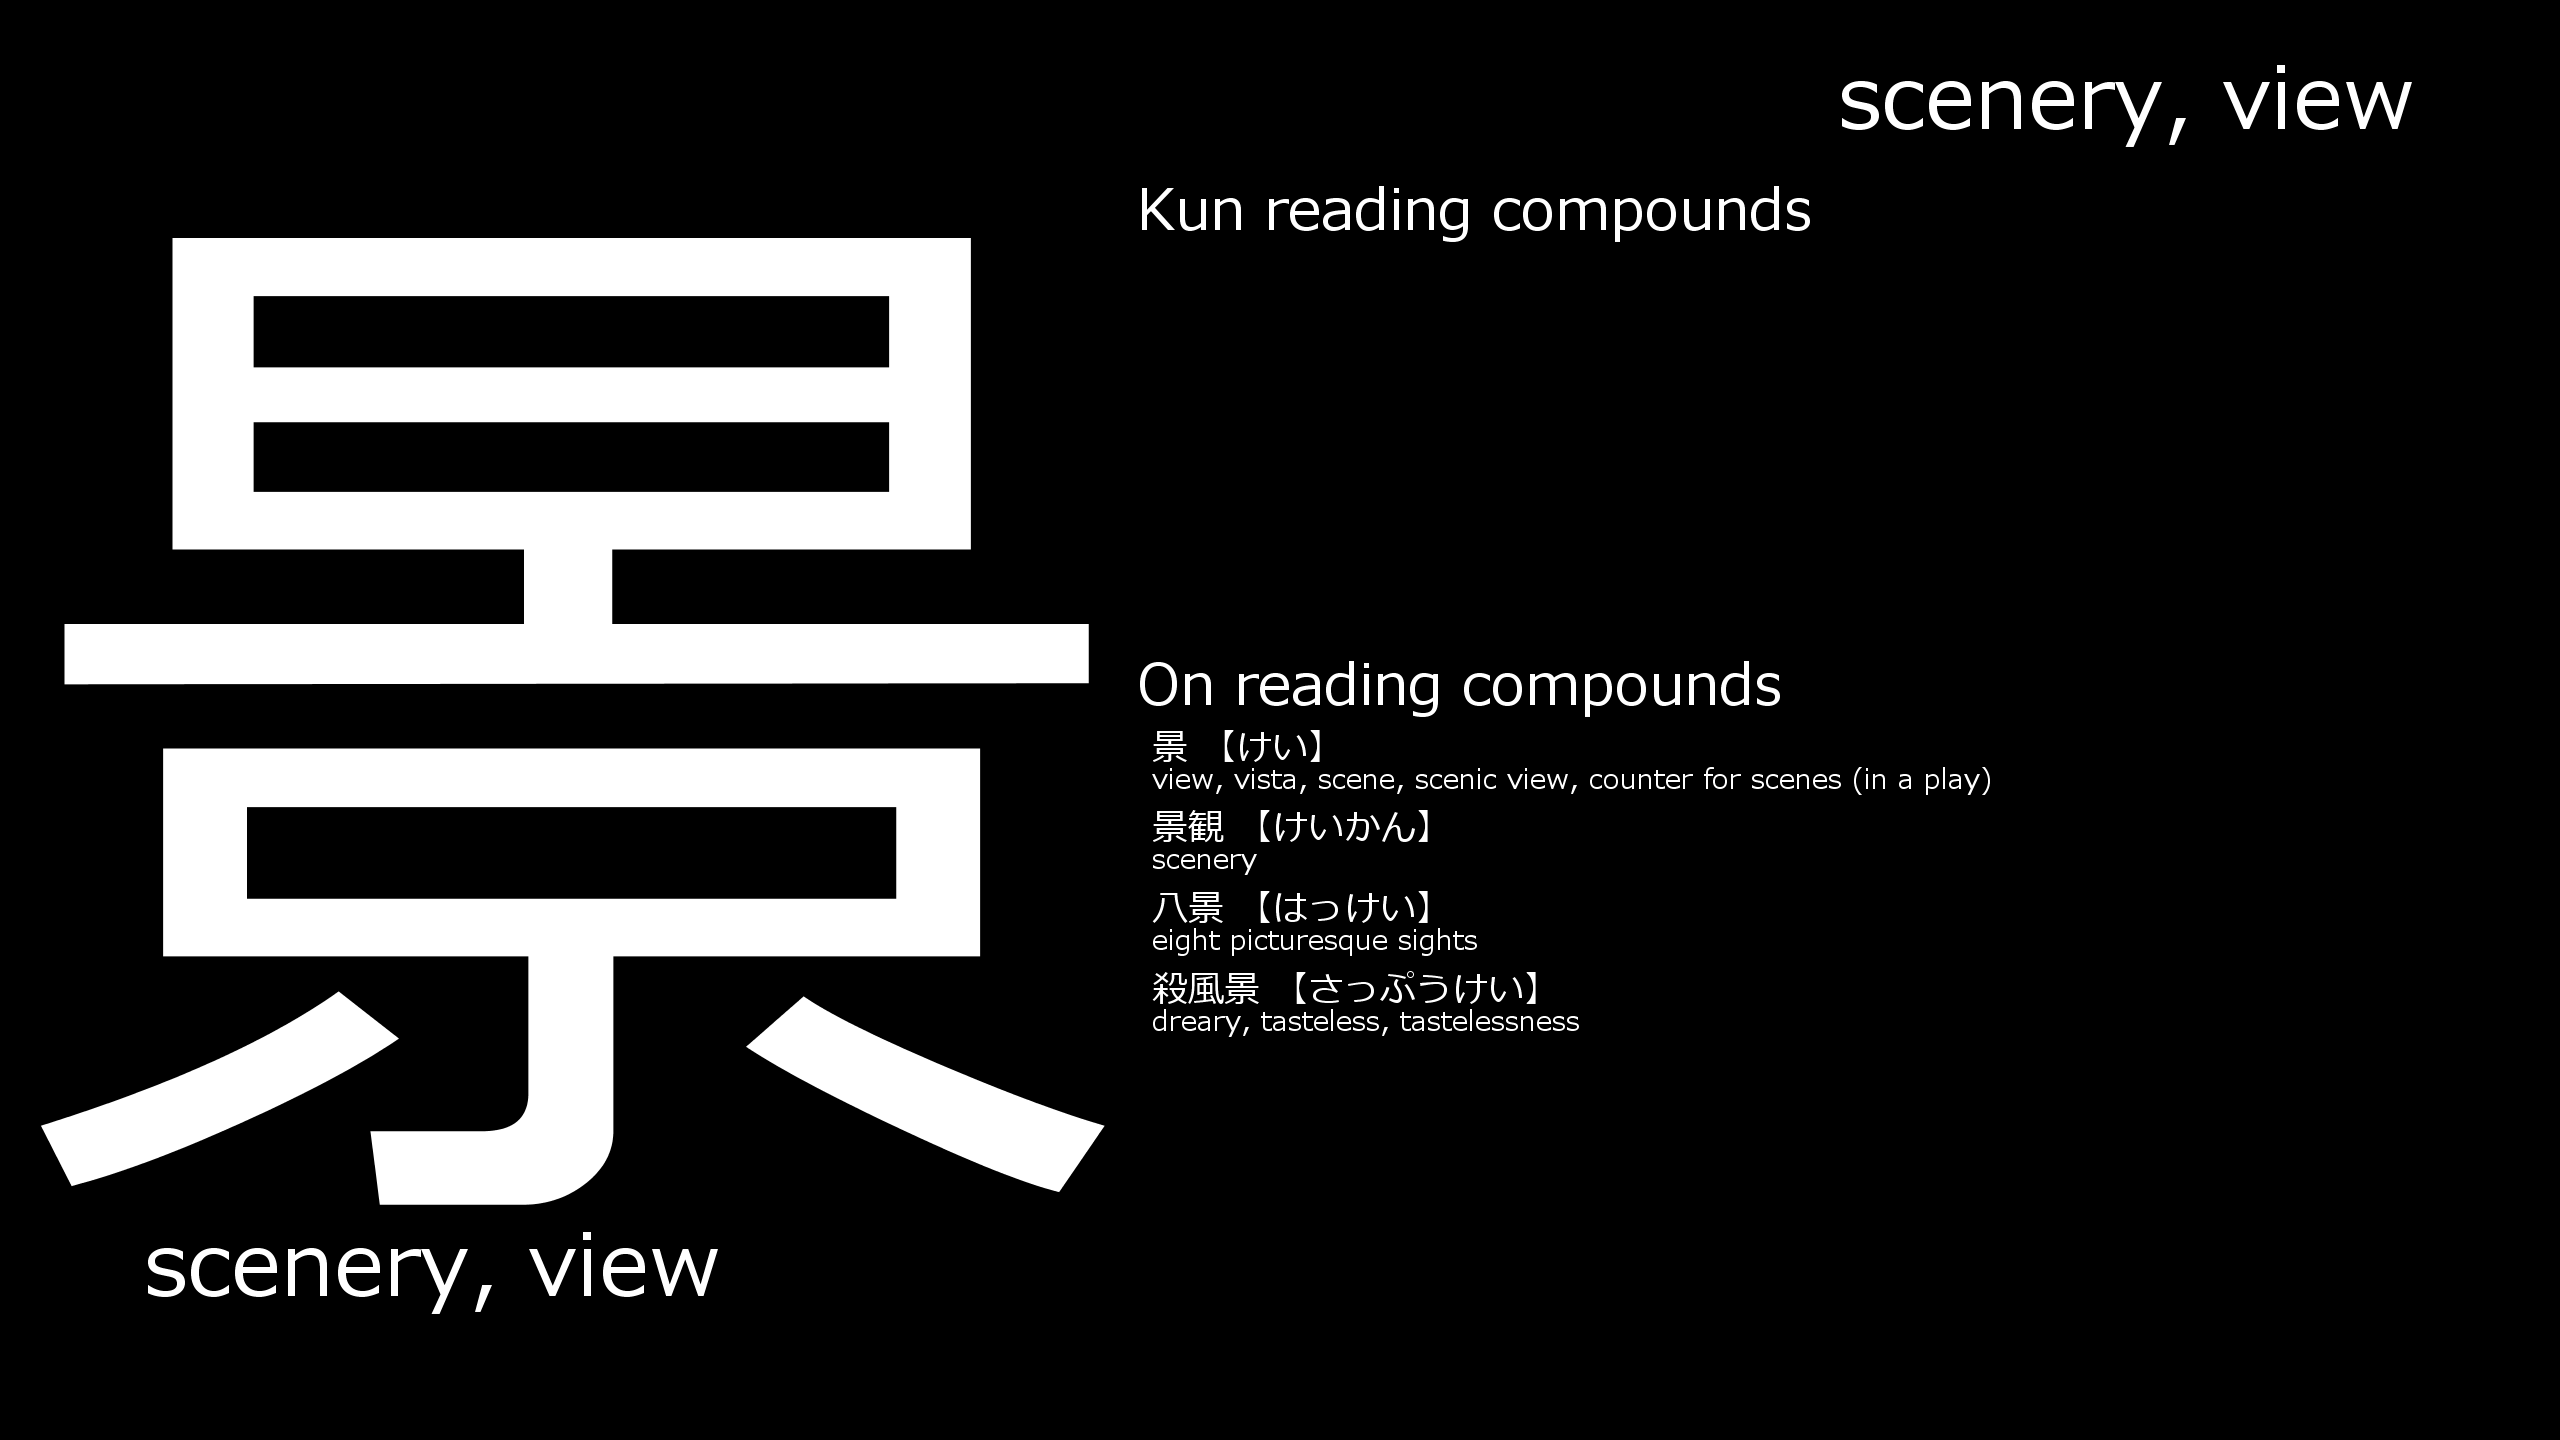 景
scenery, view
scenery, view
Kun reading compounds
On reading compounds
景 【けい】
view, vista, scene, scenic view, counter for scenes (in a play)
景観 【けいかん】
scenery
八景 【はっけい】
eight picturesque sights
殺風景 【さっぷうけい】
dreary, tasteless, tastelessness